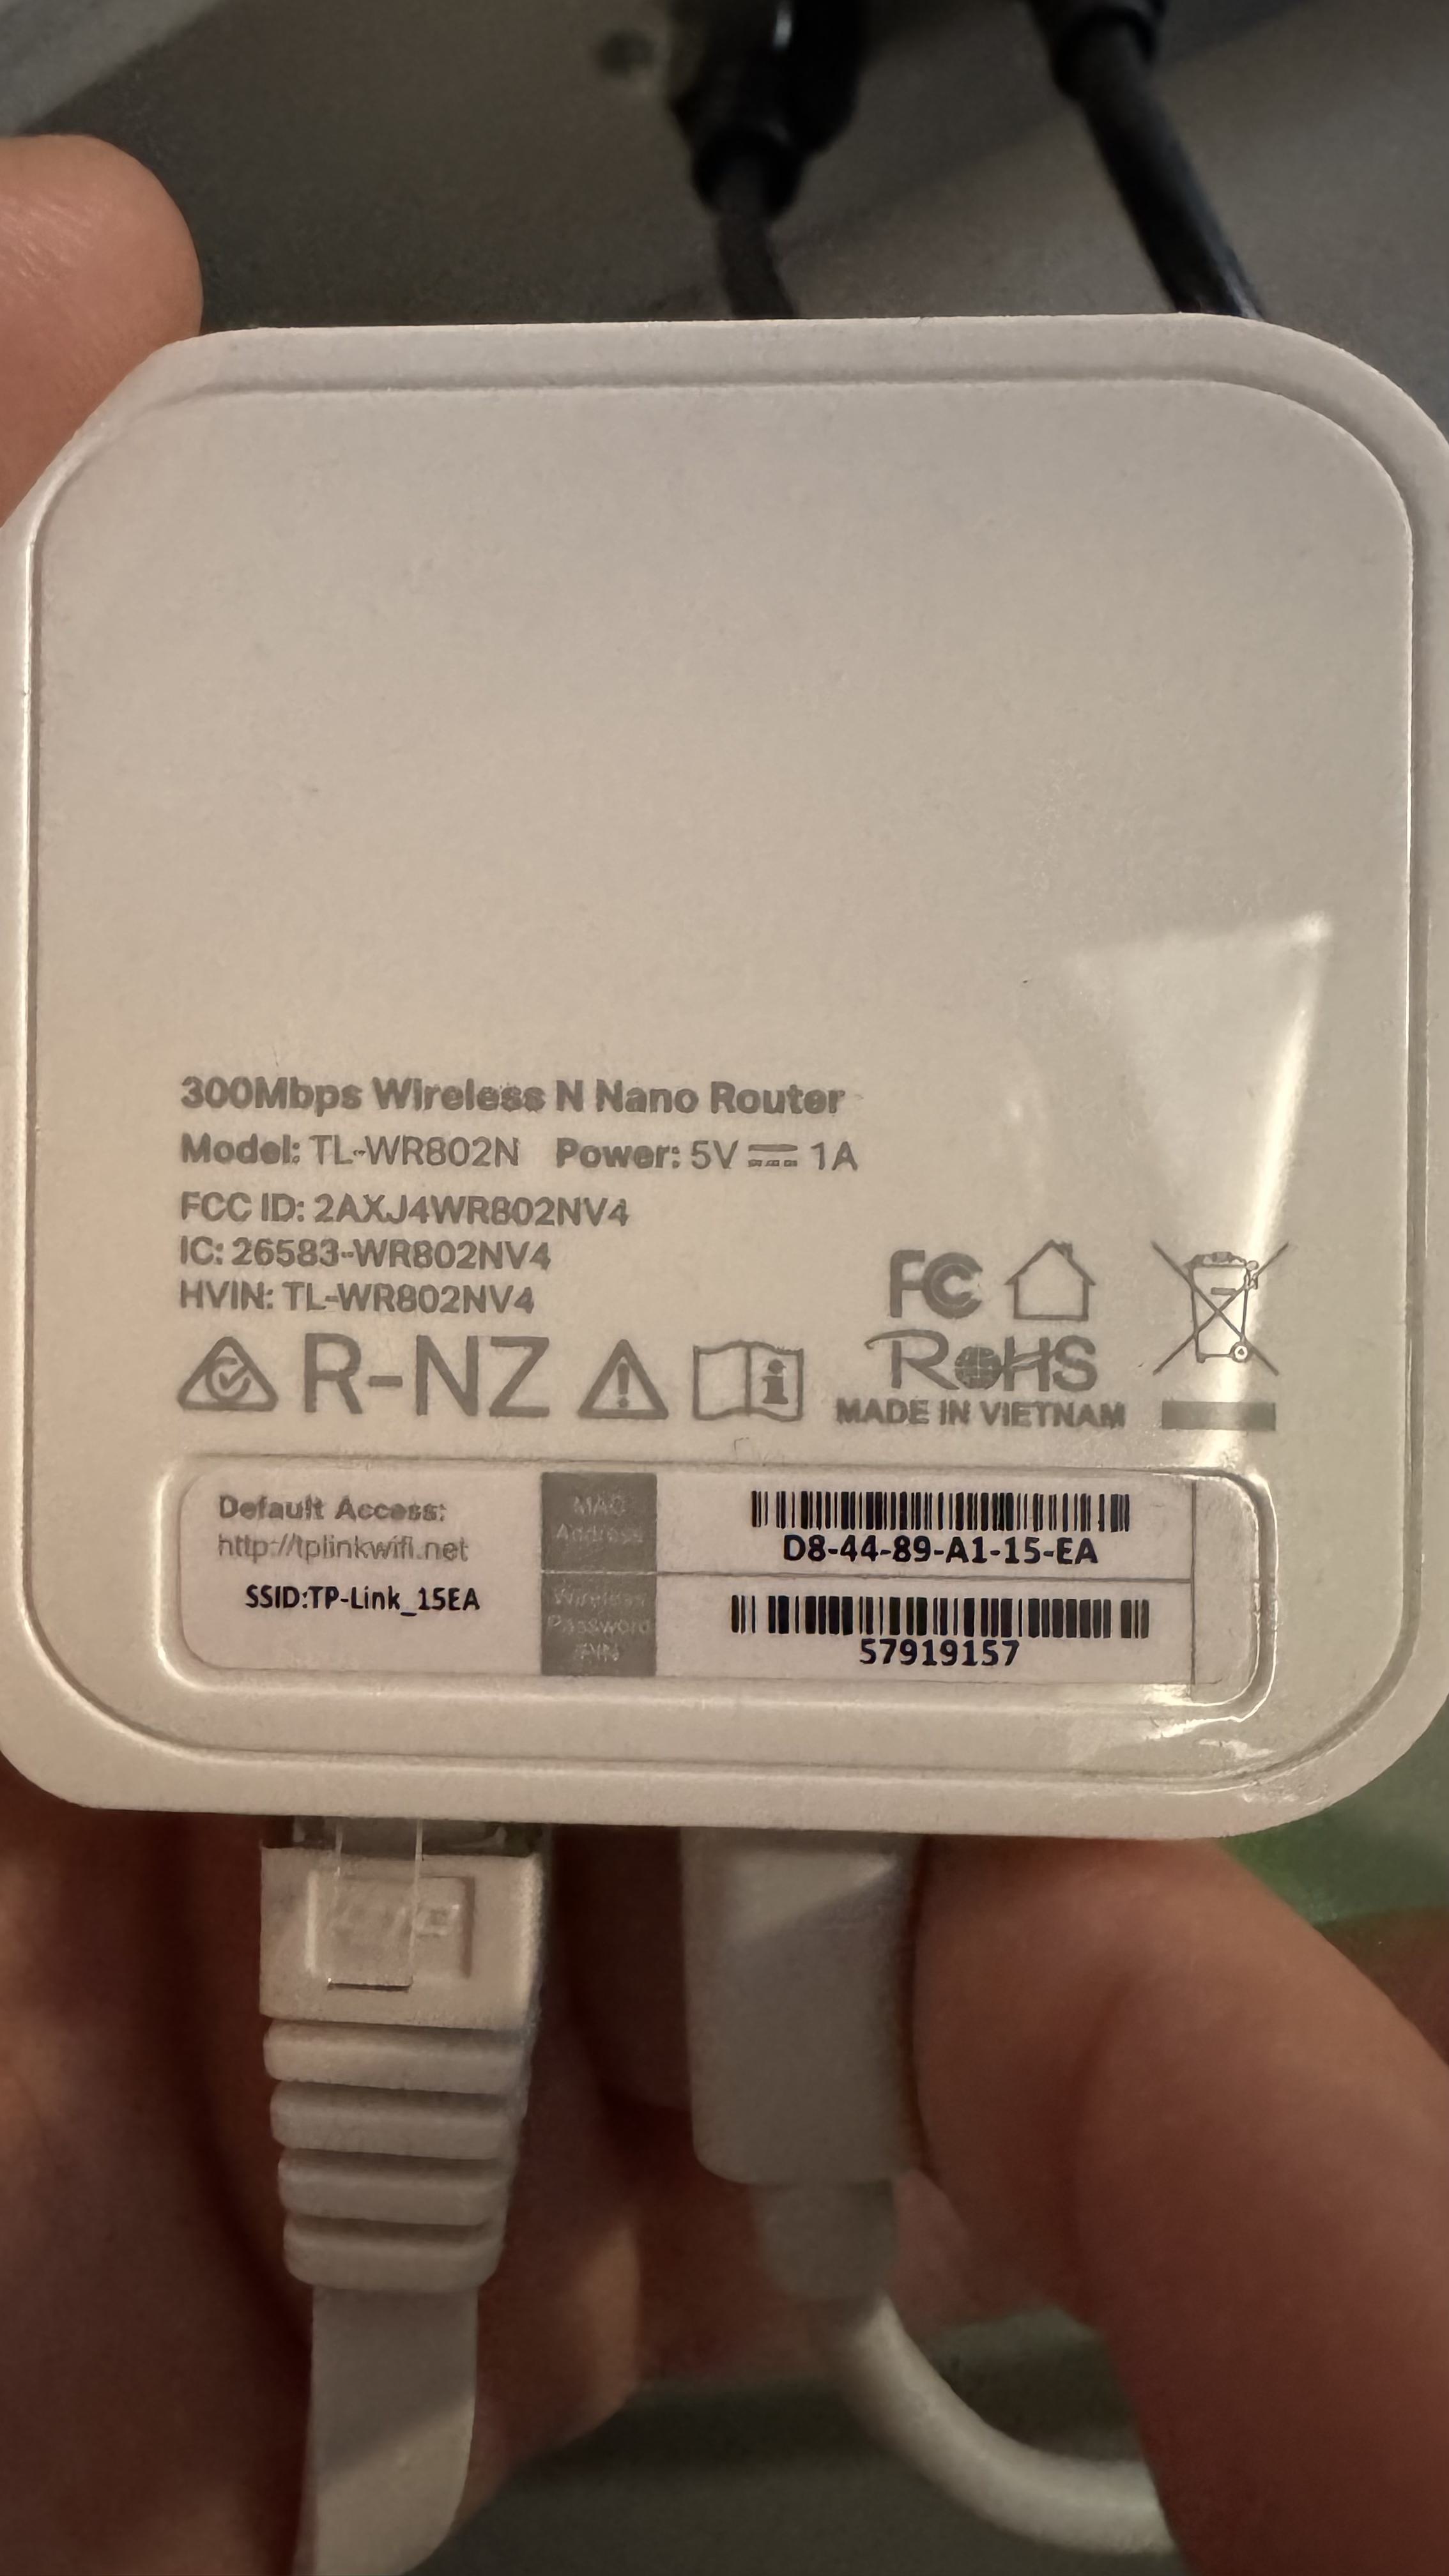 300Mbps Wireless N Nano Router
Model: TL-WR802N Power: 5V 1A
FCC ID: 2AXJ4WR802NV4
IC: 26583-WR802NV4
HVIN: TL-WR802NV4
FC
R-NZ
RoHS
MADE IN VIETNAM
Default Access:
http://tplinkwifi.net
SSID:TP-Link_15EA
MAC
Address
D8-44-89-A1-15-EA
Wireless
Password
/PIN
57919157